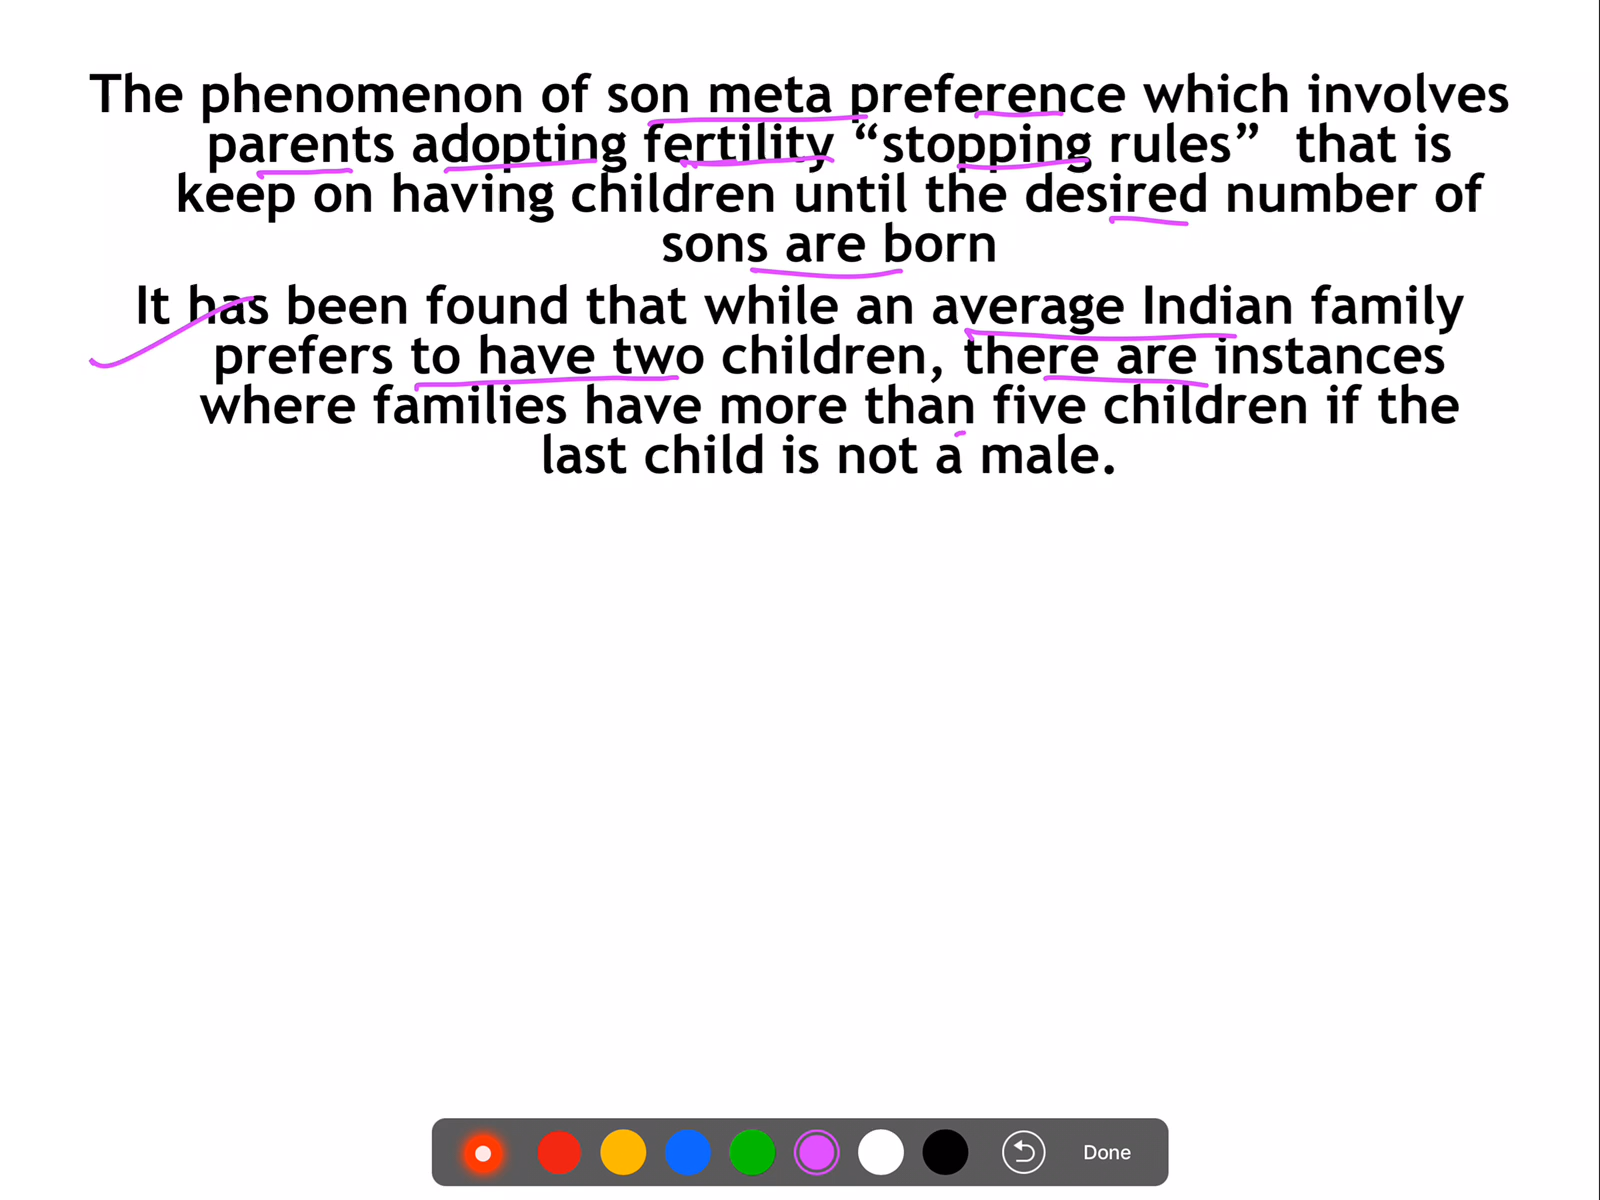 The phenomenon of son meta preference which involves
parents adopting fertility “stopping rules” that is
keep on having children until the desired number of
sons are born
It has been found that while an average Indian family
prefers to have two children, there are instances
where families have more than five children if the
last child is not a male.
Done